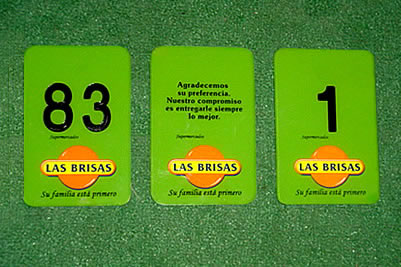 83
Supermercados
LAS BRISAS
Su familia está primero
Agradecemos
su preferencia.
Nuestro compromiso
es entregarle siempre
lo mejor.
Supermercados
LAS BRISAS
Su familia está primero
1
Supermercados
LAS BRISAS
Su familia está primero